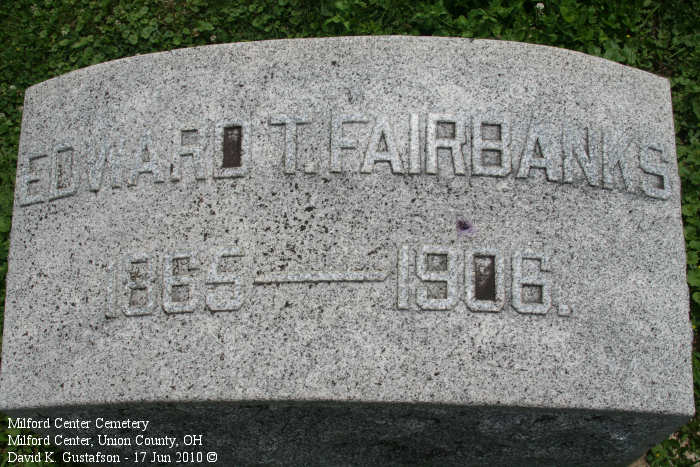 EDWARD T. FAIRBANKS
1865 — 1906.
Milford Center Cemetery
Milford Center, Union County, OH
David K. Gustafson - 17 Jun 2010 ©